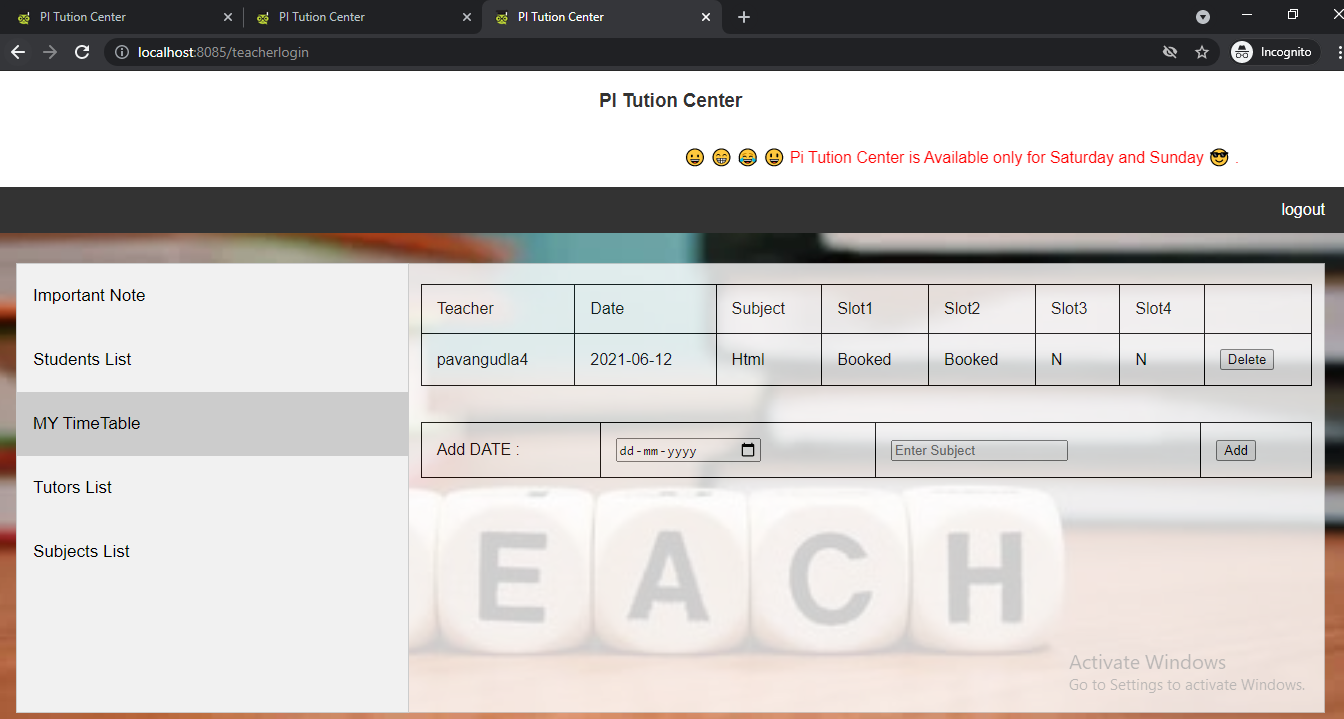 PI Tution Center
PI Tution Center
PI Tution Center
localhost:8085/teacherlogin
Incognito
PI Tution Center
😀 😁 😂 😃 Pi Tution Center is Available only for Saturday and Sunday 😎 .
logout
Important Note
Students List
MY TimeTable
Tutors List
Subjects List
Teacher Date Subject Slot1 Slot2 Slot3 Slot4
pavangudla4 2021-06-12 Html Booked Booked N N Delete
Add DATE : dd-mm-yyyy Enter Subject Add
EACH
Activate Windows
Go to Settings to activate Windows.